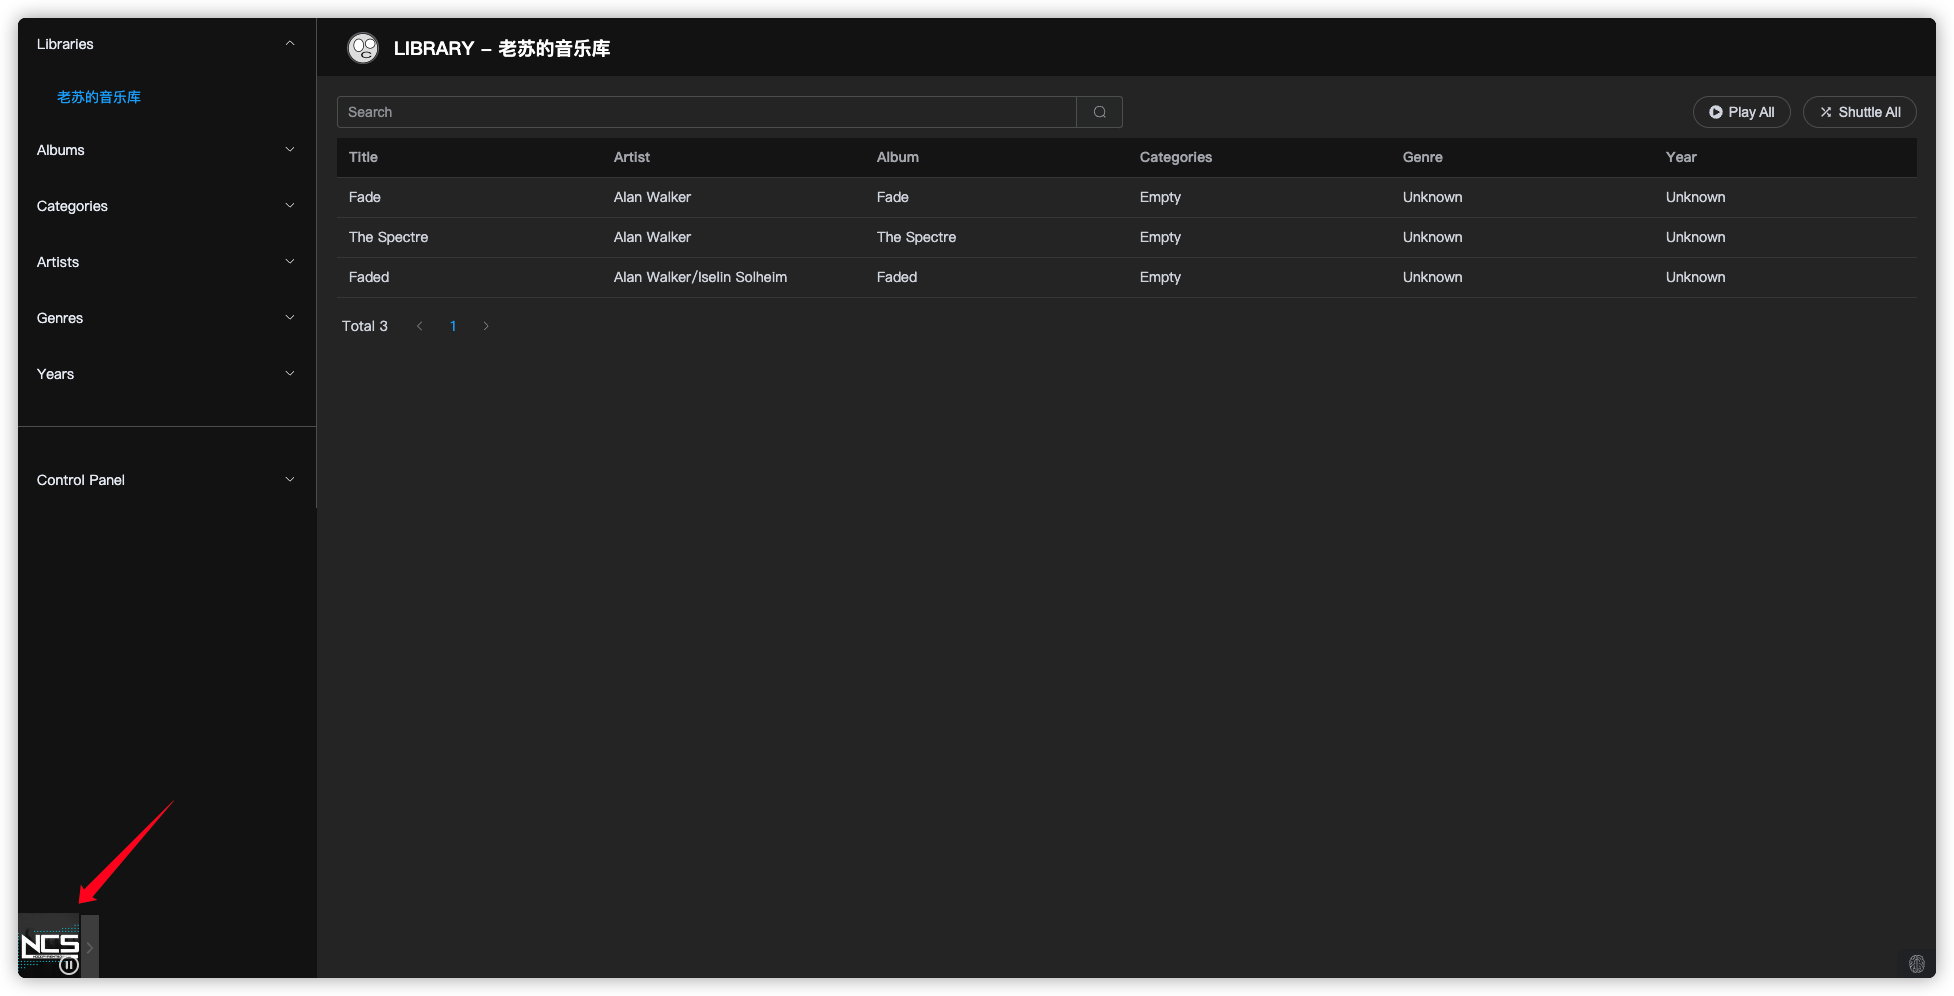 Libraries
老苏的音乐库
Albums
Categories
Artists
Genres
Years
Control Panel
NCS
LIBRARY – 老苏的音乐库
Search
Play All
Shuttle All
Title Artist Album Categories Genre Year
Fade Alan Walker Fade Empty Unknown Unknown
The Spectre Alan Walker The Spectre Empty Unknown Unknown
Faded Alan Walker/Iselin Solheim Faded Empty Unknown Unknown
Total 3 1